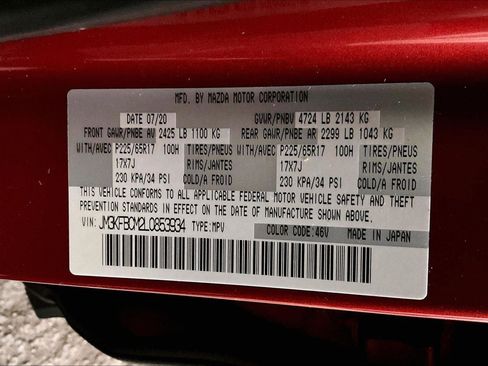 MFD. BY MAZDA MOTOR CORPORATION
DATE 07/20 GVWR/PNBV 4724 LB 2143 KG
FRONT GAWR/PNBE AV 2425 LB 1100 KG REAR GAWR/PNBE AR 2299 LB 1043 KG
WITH/AVEC P225/65R17 100H TIRES/PNEUS WITH/AVEC P225/65R17 100H TIRES/PNEUS
17X7J RIMS/JANTES 17X7J RIMS/JANTES
230 KPA/34 PSI COLD/A FROID 230 KPA/34 PSI COLD/A FROID
THIS VEHICLE CONFORMS TO ALL APPLICABLE FEDERAL MOTOR VEHICLE SAFETY AND THEFT
PREVENTION STANDARDS IN EFFECT ON THE DATE OF MANUFACTURE SHOWN ABOVE.
JM3KFBCM2L0853934 TYPE:MPV
COLOR CODE:46V MADE IN JAPAN